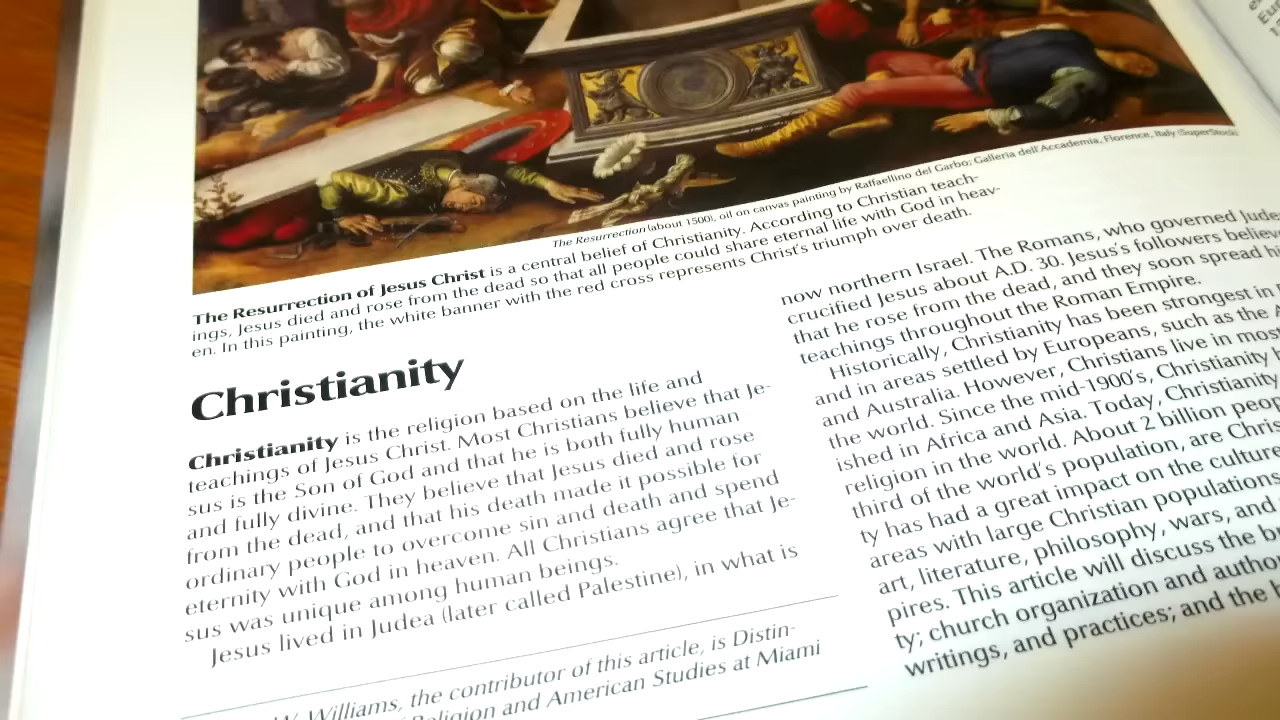 The Resurrection (about 1500), oil on canvas painting by Raffaellino del Garbo; Galleria dell'Accademia, Florence, Italy (SuperStock)
The Resurrection of Jesus Christ is a central belief of Christianity. According to Christian teach-
ings, Jesus died and rose from the dead so that all people could share eternal life with God in heav-
en. In this painting, the white banner with the red cross represents Christ's triumph over death.
Christianity
Christianity is the religion based on the life and
teachings of Jesus Christ. Most Christians believe that Je-
sus is the Son of God and that he is both fully human
and fully divine. They believe that Jesus died and rose
from the dead, and that his death made it possible for
ordinary people to overcome sin and death and spend
eternity with God in heaven. All Christians agree that Je-
sus was unique among human beings.
Jesus lived in Judea (later called Palestine), in what is
W. Williams, the contributor of this article, is Distin-
Religion and American Studies at Miami
now northern Israel. The Romans, who governed Jude
crucified Jesus about A.D. 30. Jesus's followers believe
that he rose from the dead, and they soon spread hi
teachings throughout the Roman Empire.
Historically, Christianity has been strongest in
and in areas settled by Europeans, such as the A
and Australia. However, Christians live in most
the world. Since the mid-1900's, Christianity
ished in Africa and Asia. Today, Christianity
religion in the world. About 2 billion peop
third of the world's population, are Chris
ty has had a great impact on the culture
areas with large Christian populations
art, literature, philosophy, wars, and
pires. This article will discuss the b
ty; church organization and autho
writings, and practices; and the